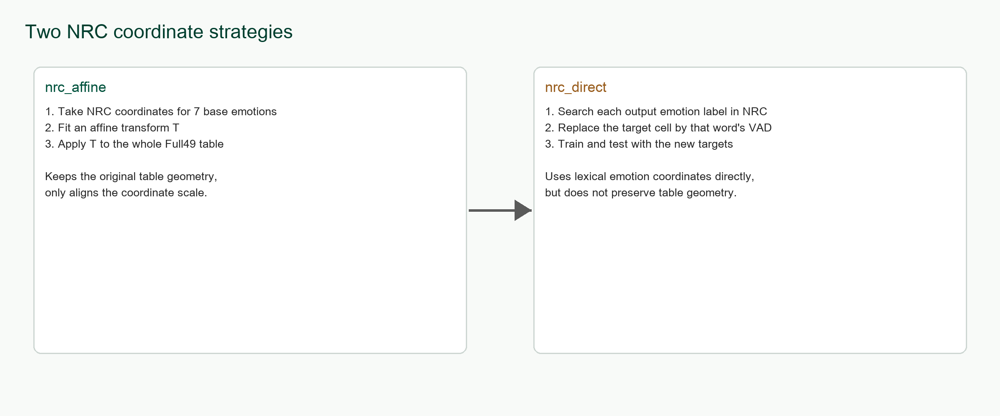 Two NRC coordinate strategies
nrc_affine
1. Take NRC coordinates for 7 base emotions
2. Fit an affine transform T
3. Apply T to the whole Full49 table
Keeps the original table geometry,
only aligns the coordinate scale.
nrc_direct
1. Search each output emotion label in NRC
2. Replace the target cell by that word's VAD
3. Train and test with the new targets
Uses lexical emotion coordinates directly,
but does not preserve table geometry.